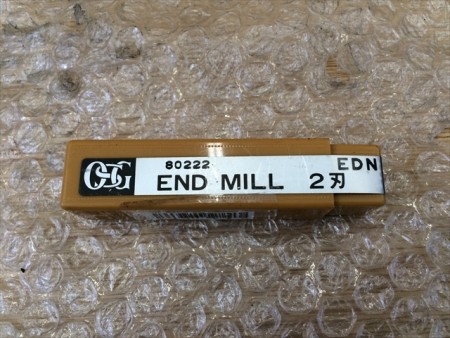 OSG
80222 EDN
END MILL 2刃